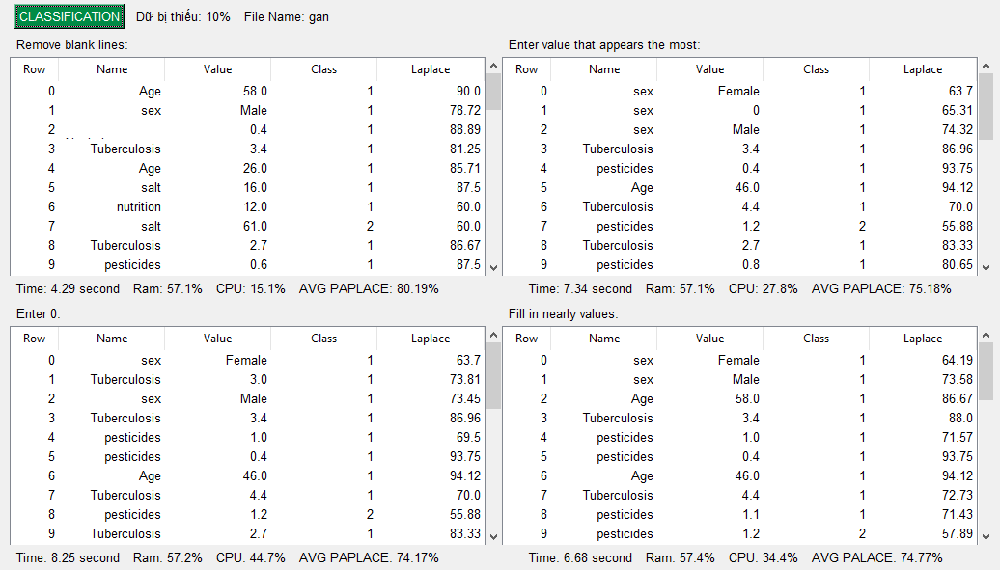 CLASSIFICATION Dữ bị thiếu: 10% File Name: gan
Remove blank lines:
Row Name Value Class Laplace
0 Age 58.0 1 90.0
1 sex Male 1 78.72
2 0.4 1 88.89
3 Tuberculosis 3.4 1 81.25
4 Age 26.0 1 85.71
5 salt 16.0 1 87.5
6 nutrition 12.0 1 60.0
7 salt 61.0 2 60.0
8 Tuberculosis 2.7 1 86.67
9 pesticides 0.6 1 87.5
Time: 4.29 second Ram: 57.1% CPU: 15.1% AVG PAPLACE: 80.19%
Enter value that appears the most:
Row Name Value Class Laplace
0 sex Female 1 63.7
1 sex 0 1 65.31
2 sex Male 1 74.32
3 Tuberculosis 3.4 1 86.96
4 pesticides 0.4 1 93.75
5 Age 46.0 1 94.12
6 Tuberculosis 4.4 1 70.0
7 pesticides 1.2 2 55.88
8 Tuberculosis 2.7 1 83.33
9 pesticides 0.8 1 80.65
Time: 7.34 second Ram: 57.1% CPU: 27.8% AVG PAPLACE: 75.18%
Enter 0:
Row Name Value Class Laplace
0 sex Female 1 63.7
1 Tuberculosis 3.0 1 73.81
2 sex Male 1 73.45
3 Tuberculosis 3.4 1 86.96
4 pesticides 1.0 1 69.5
5 pesticides 0.4 1 93.75
6 Age 46.0 1 94.12
7 Tuberculosis 4.4 1 70.0
8 pesticides 1.2 2 55.88
9 Tuberculosis 2.7 1 83.33
Time: 8.25 second Ram: 57.2% CPU: 44.7% AVG PAPLACE: 74.17%
Fill in nearly values:
Row Name Value Class Laplace
0 sex Female 1 64.19
1 sex Male 1 73.58
2 Age 58.0 1 86.67
3 Tuberculosis 3.4 1 88.0
4 pesticides 1.0 1 71.57
5 pesticides 0.4 1 93.75
6 Age 46.0 1 94.12
7 Tuberculosis 4.4 1 72.73
8 pesticides 1.1 1 71.43
9 pesticides 1.2 2 57.89
Time: 6.68 second Ram: 57.4% CPU: 34.4% AVG PALACE: 74.77%